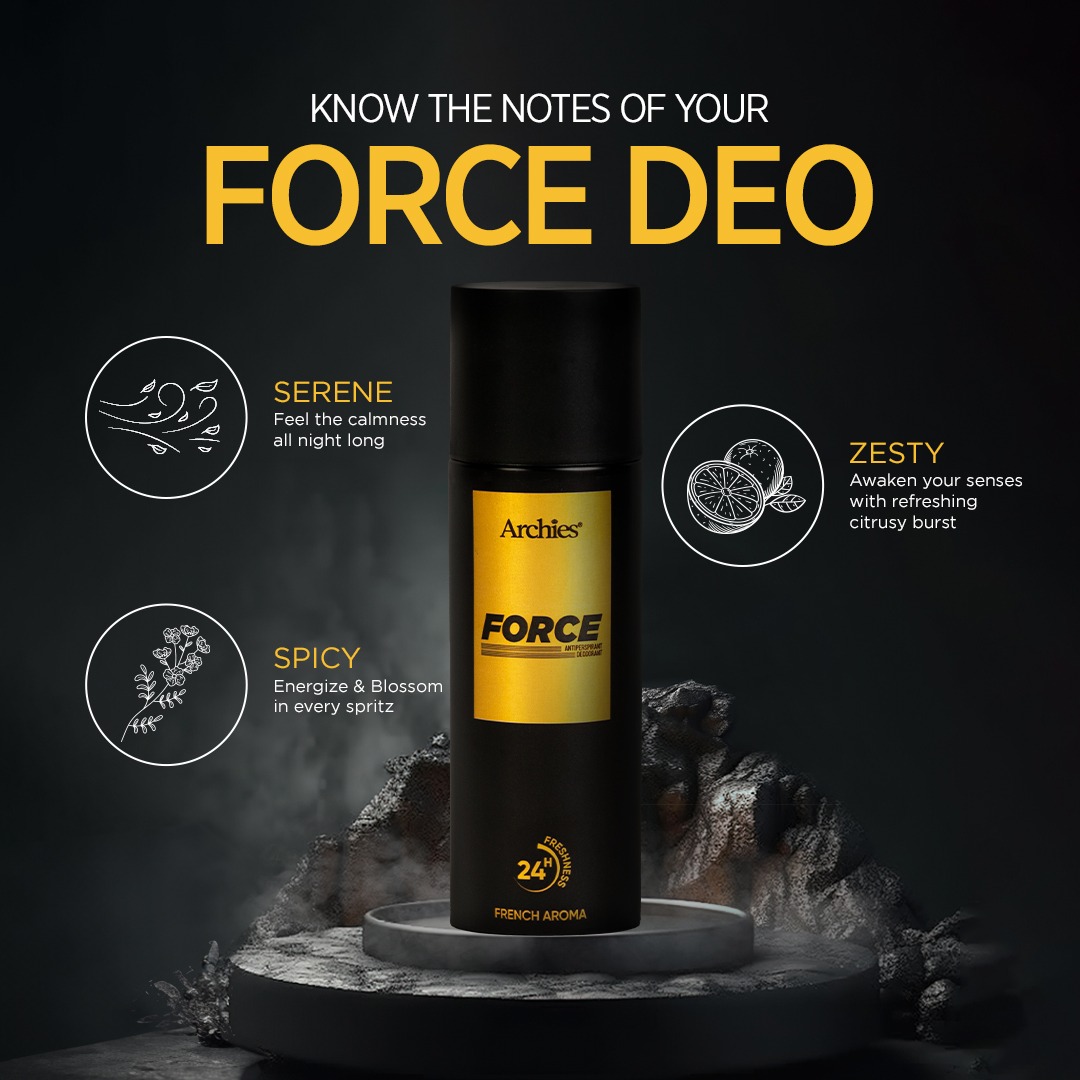 KNOW THE NOTES OF YOUR
FORCE DEO
SERENE
Feel the calmness
all night long
ZESTY
Awaken your senses
with refreshing
citrusy burst
SPICY
Energize & Blossom
in every spritz
Archies®
FORCE
ANTIPERSPIRANT
DEODORANT
24H
FRESHNESS
FRENCH AROMA